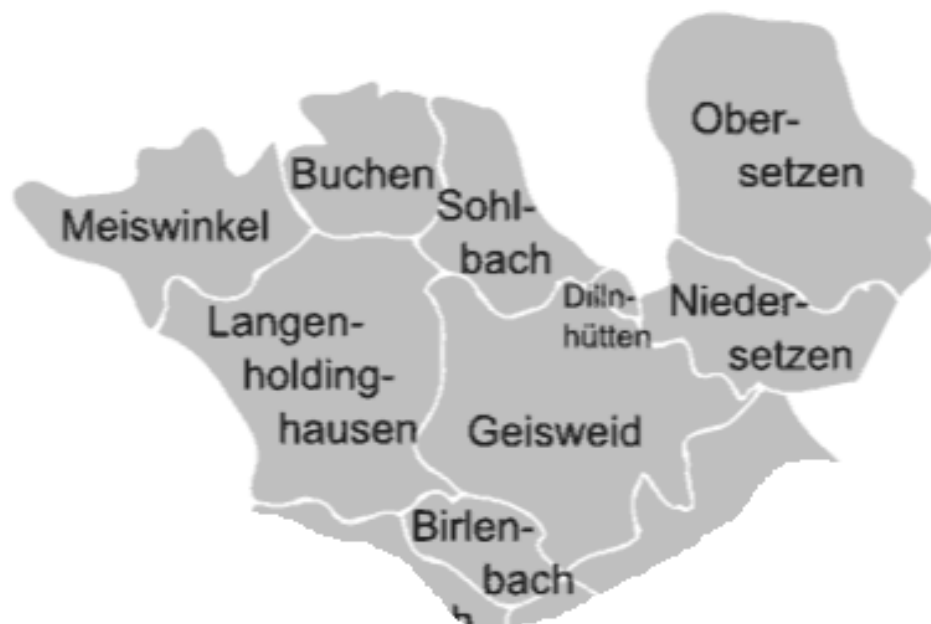 Ober-
setzen
Buchen
Sohl-
bach
Meiswinkel
Dilln-
hütten
Nieder-
setzen
Langen-
holding-
hausen
Geisweid
Birlen-
bach